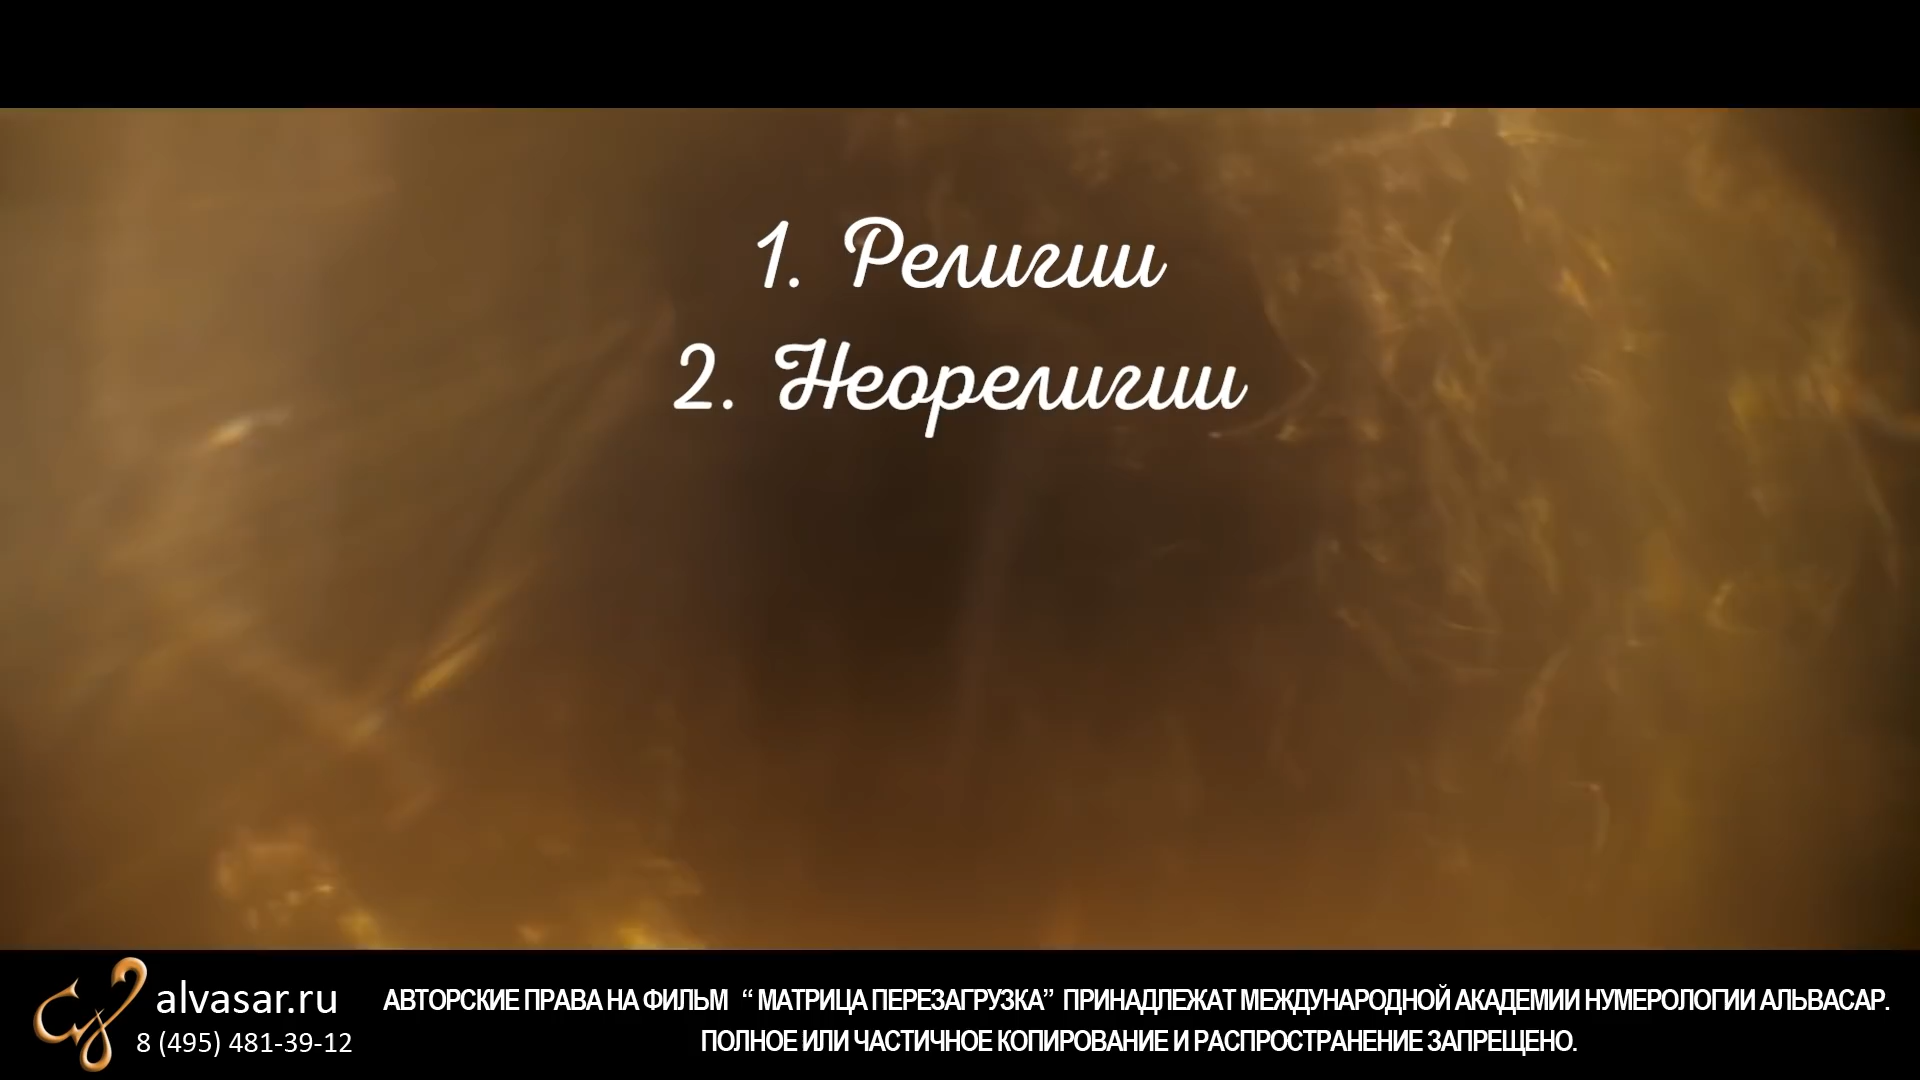 1. Религии
2. Неорелигии
alvasar.ru
8 (495) 481-39-12
АВТОРСКИЕ ПРАВА НА ФИЛЬМ “ МАТРИЦА ПЕРЕЗАГРУЗКА” ПРИНАДЛЕЖАТ МЕЖДУНАРОДНОЙ АКАДЕМИИ НУМЕРОЛОГИИ АЛЬВАСАР.
ПОЛНОЕ ИЛИ ЧАСТИЧНОЕ КОПИРОВАНИЕ И РАСПРОСТРАНЕНИЕ ЗАПРЕЩЕНО.